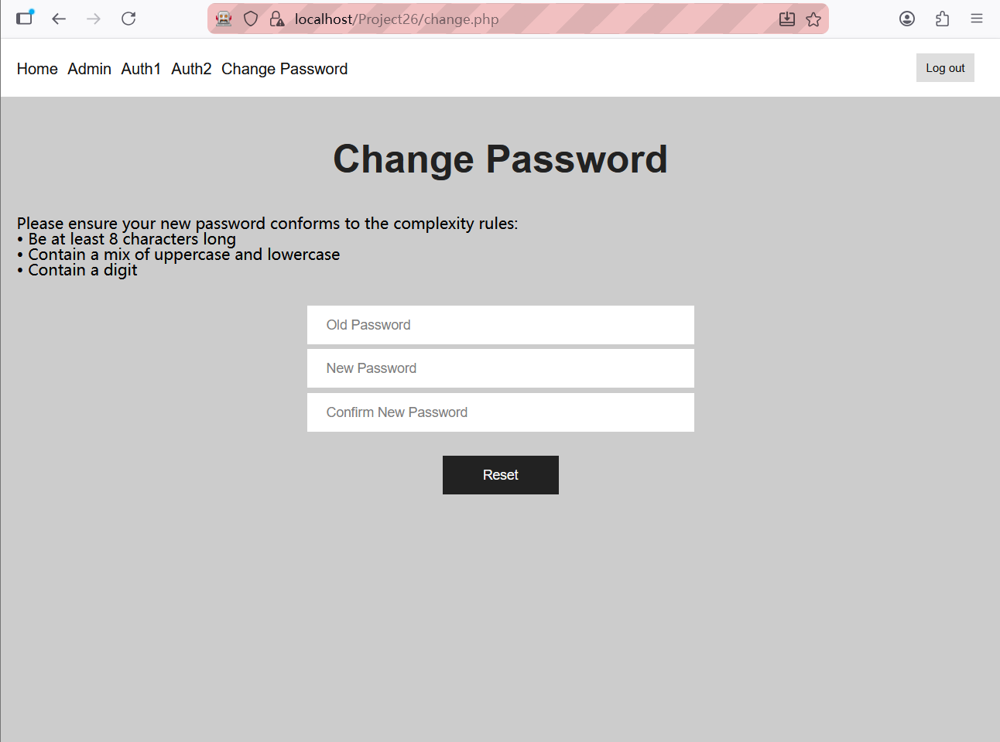 localhost/Project26/change.php
Home Admin Auth1 Auth2 Change Password
Log out
Change Password
Please ensure your new password conforms to the complexity rules:
• Be at least 8 characters long
• Contain a mix of uppercase and lowercase
• Contain a digit
Old Password
New Password
Confirm New Password
Reset